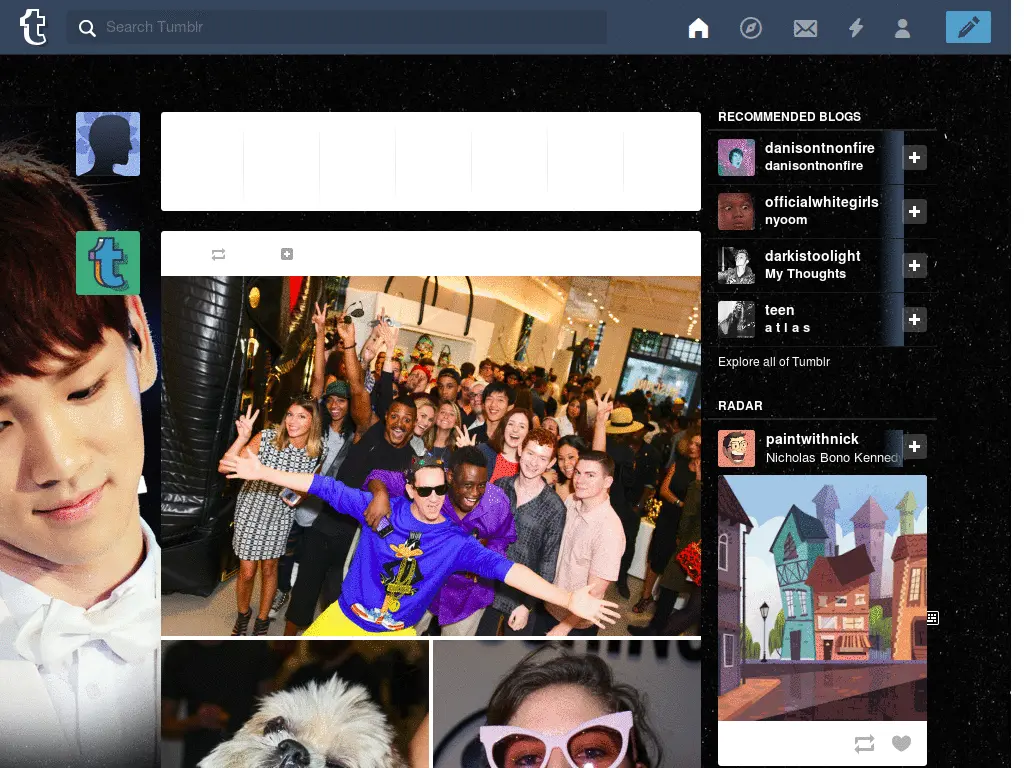 Search Tumblr
RECOMMENDED BLOGS
danisontnonfire
danisontnonfire
officialwhitegirls
nyoom
darkistoolight
My Thoughts
teen
a t l a s
Explore all of Tumblr
RADAR
paintwithnick
Nicholas Bono Kennedy